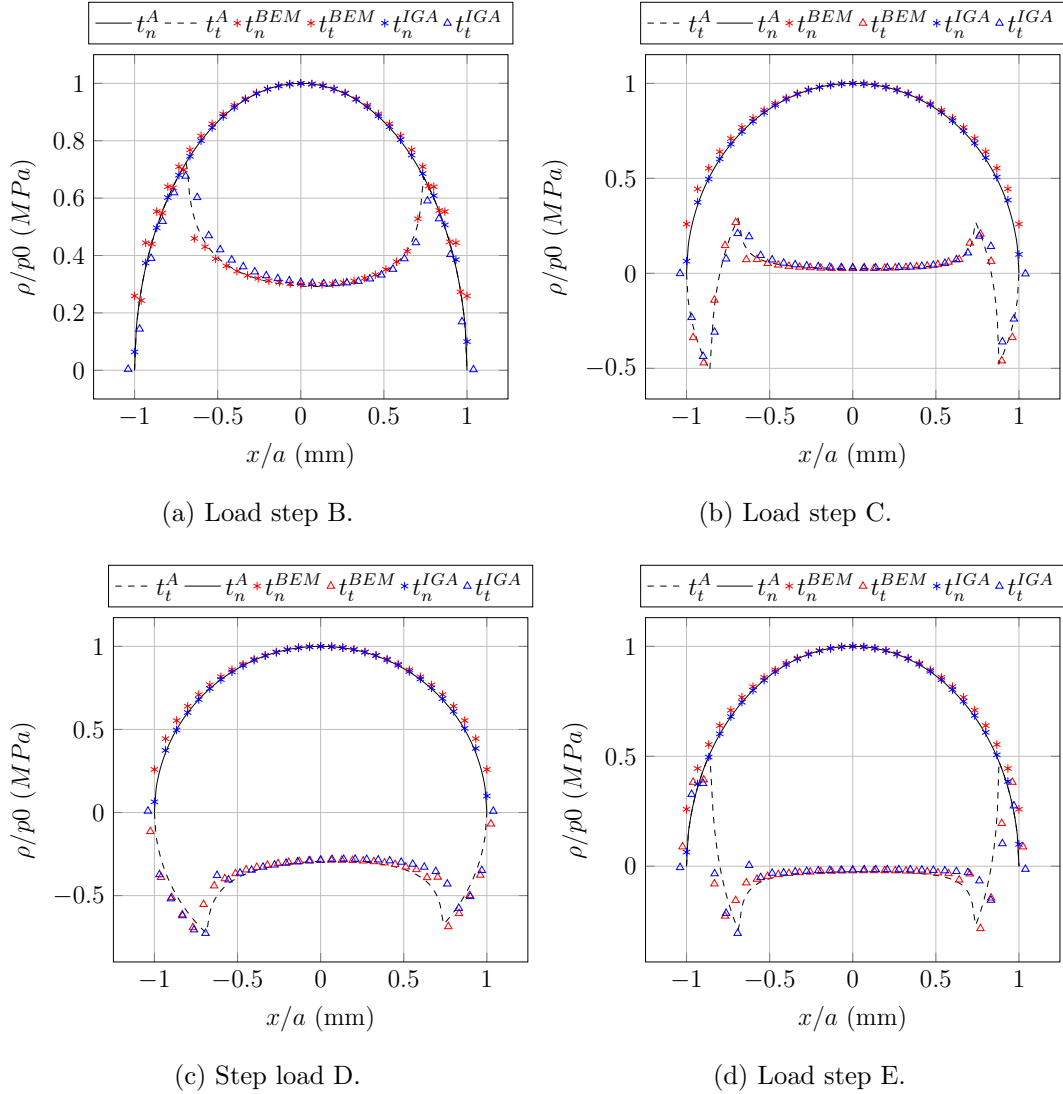 t_n^A t_t^A t_n^{BEM} t_t^{BEM} t_n^{IGA} t_t^{IGA}
1
0.8
0.6
0.4
0.2
0
ρ/p0 (MPa)
−1 −0.5 0 0.5 1
x/a (mm)
(a) Load step B.
t_t^A t_n^A t_n^{BEM} t_t^{BEM} t_n^{IGA} t_t^{IGA}
1
0.5
0
−0.5
ρ/p0 (MPa)
−1 −0.5 0 0.5 1
x/a (mm)
(b) Load step C.
t_t^A t_n^A t_n^{BEM} t_t^{BEM} t_n^{IGA} t_t^{IGA}
1
0.5
0
−0.5
ρ/p0 (MPa)
−1 −0.5 0 0.5 1
x/a (mm)
(c) Step load D.
t_t^A t_n^A t_n^{BEM} t_t^{BEM} t_n^{IGA} t_t^{IGA}
1
0.5
0
ρ/p0 (MPa)
−1 −0.5 0 0.5 1
x/a (mm)
(d) Load step E.